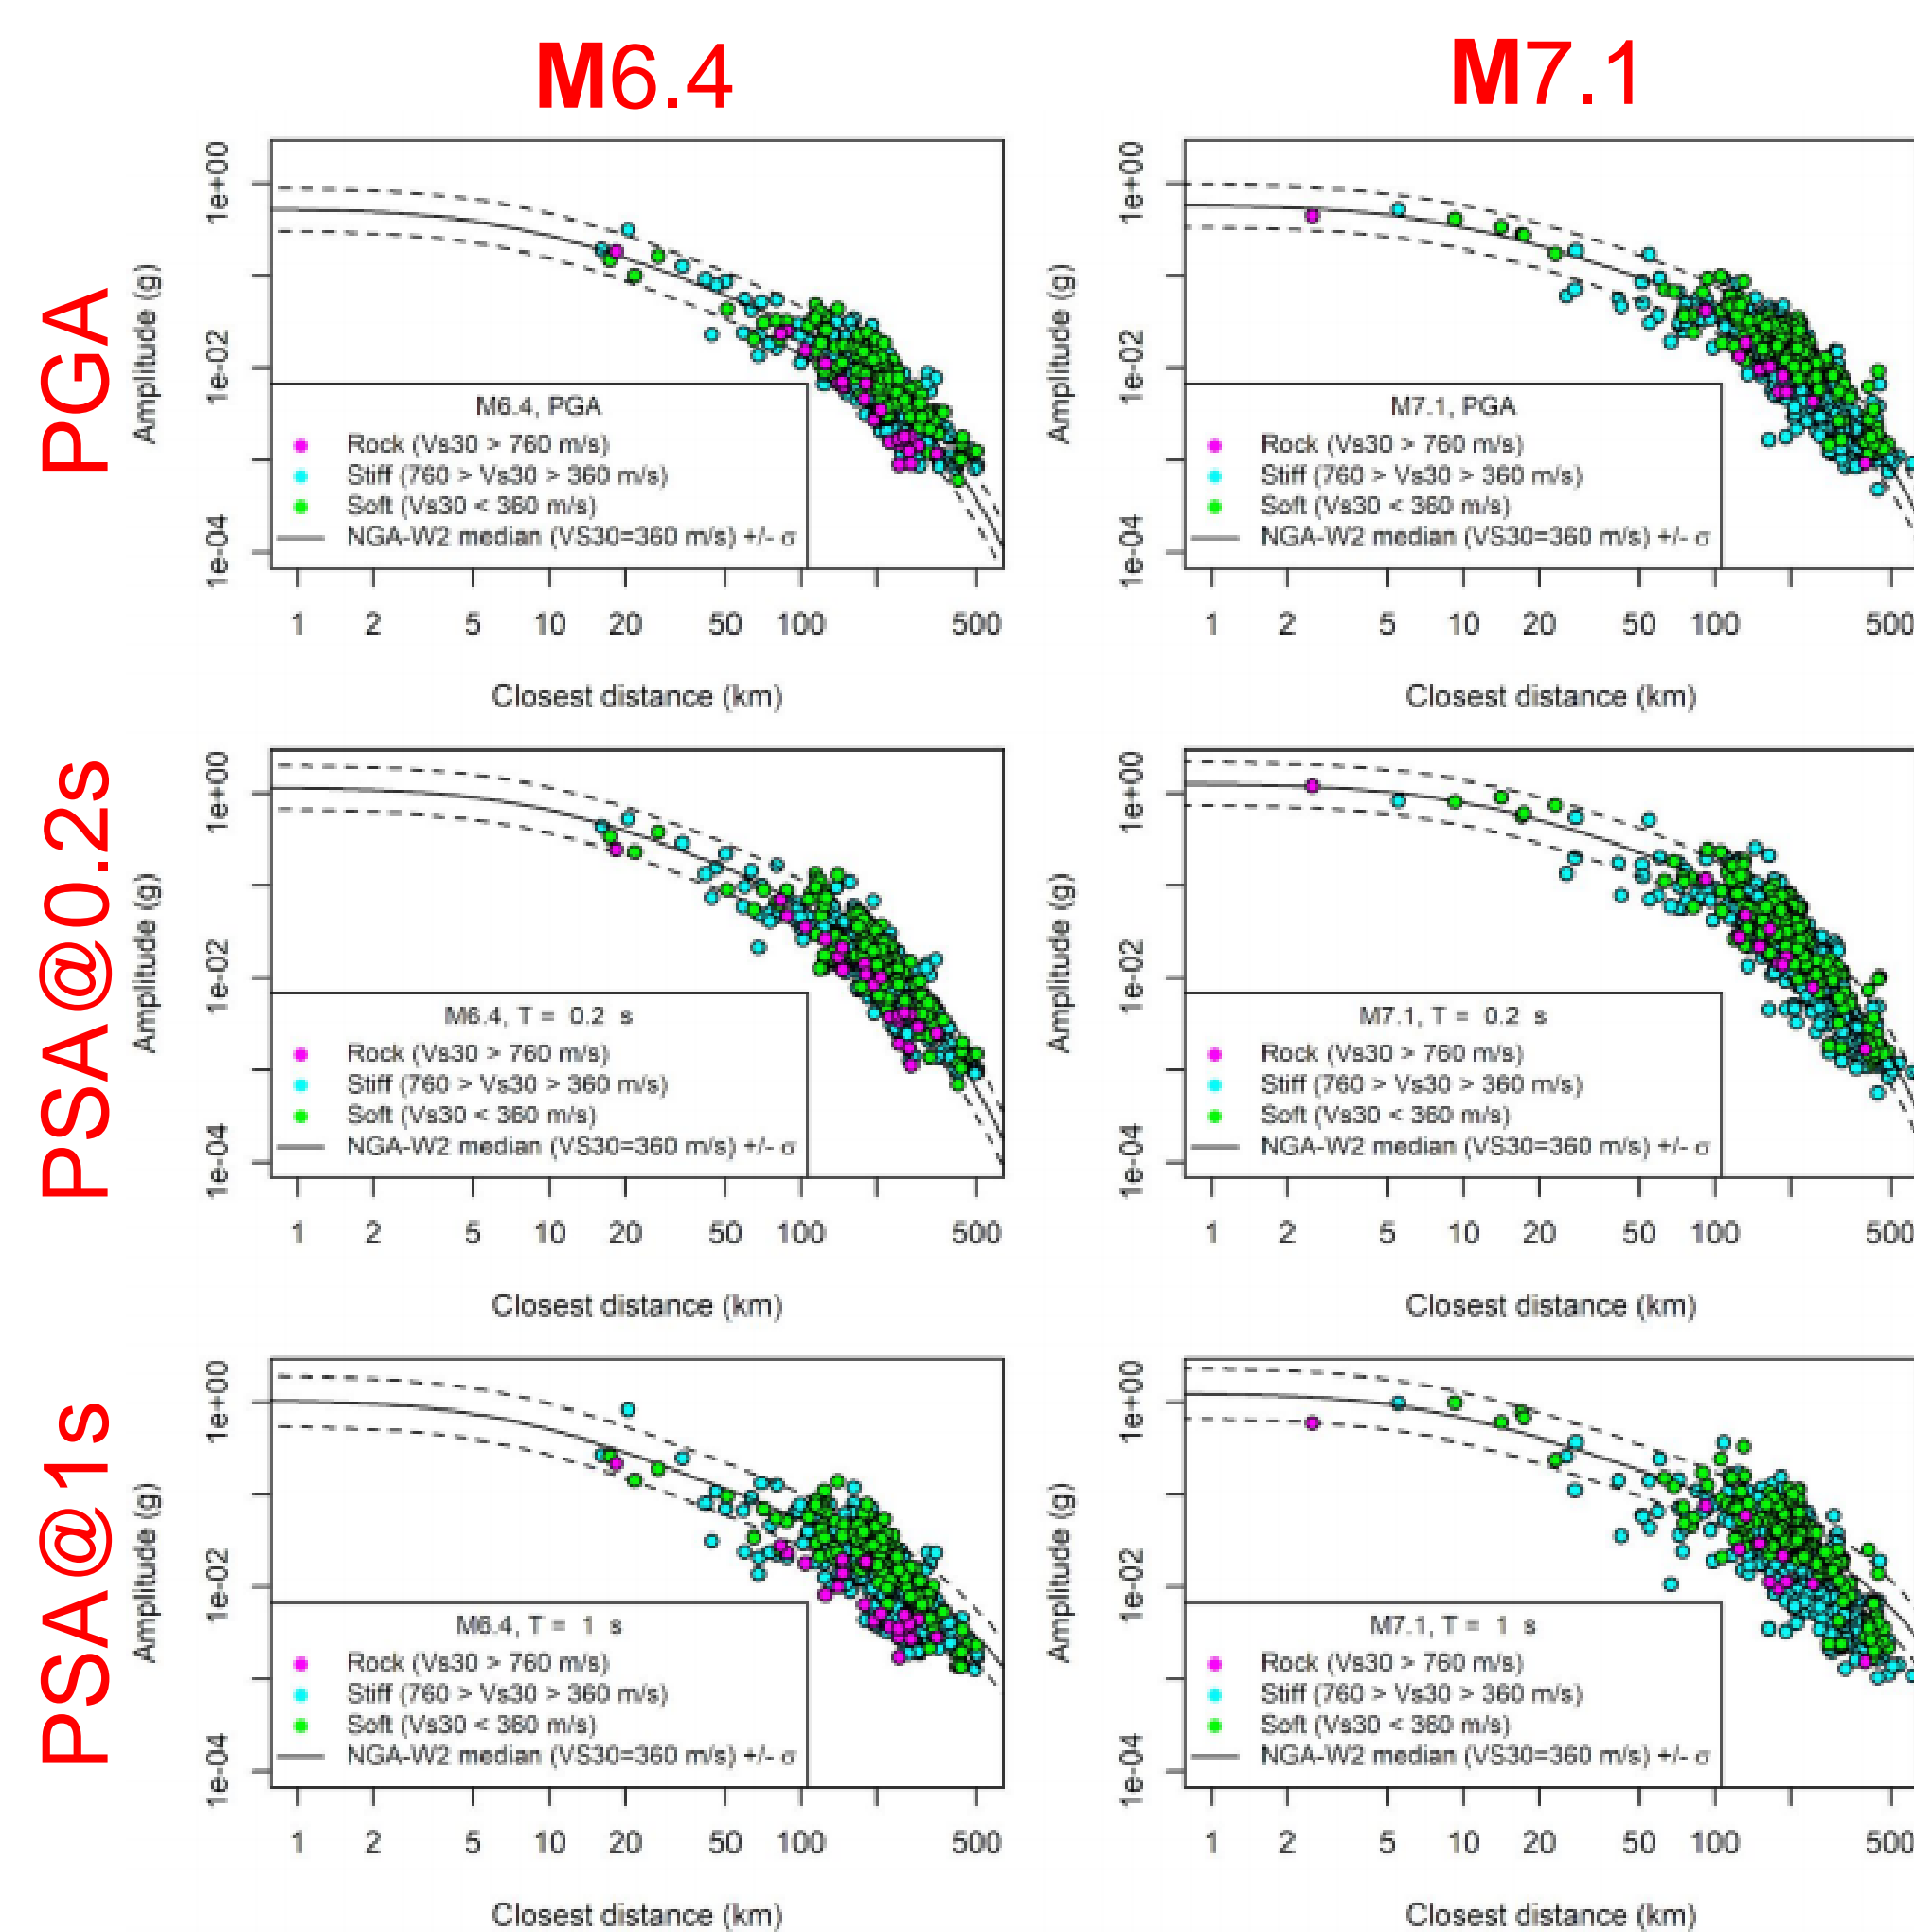 M6.4
M7.1
PGA
Amplitude (g)
1e+00
1e-02
1e-04
M6.4, PGA
Rock (Vs30 > 760 m/s)
Stiff (760 > Vs30 > 360 m/s)
Soft (Vs30 < 360 m/s)
NGA-W2 median (VS30=360 m/s) +/- σ
1 2 5 10 20 50 100 500
Closest distance (km)
Amplitude (g)
1e+00
1e-02
1e-04
M7.1, PGA
Rock (Vs30 > 760 m/s)
Stiff (760 > Vs30 > 360 m/s)
Soft (Vs30 < 360 m/s)
NGA-W2 median (VS30=360 m/s) +/- σ
1 2 5 10 20 50 100 500
Closest distance (km)
PSA@0.2s
Amplitude (g)
1e+00
1e-02
1e-04
M6.4, T = 0.2 s
Rock (Vs30 > 760 m/s)
Stiff (760 > Vs30 > 360 m/s)
Soft (Vs30 < 360 m/s)
NGA-W2 median (VS30=360 m/s) +/- σ
1 2 5 10 20 50 100 500
Closest distance (km)
Amplitude (g)
1e+00
1e-02
1e-04
M7.1, T = 0.2 s
Rock (Vs30 > 760 m/s)
Stiff (760 > Vs30 > 360 m/s)
Soft (Vs30 < 360 m/s)
NGA-W2 median (VS30=360 m/s) +/- σ
1 2 5 10 20 50 100 500
Closest distance (km)
PSA@1s
Amplitude (g)
1e+00
1e-02
1e-04
M6.4, T = 1 s
Rock (Vs30 > 760 m/s)
Stiff (760 > Vs30 > 360 m/s)
Soft (Vs30 < 360 m/s)
NGA-W2 median (VS30=360 m/s) +/- σ
1 2 5 10 20 50 100 500
Closest distance (km)
Amplitude (g)
1e+00
1e-02
1e-04
M7.1, T = 1 s
Rock (Vs30 > 760 m/s)
Stiff (760 > Vs30 > 360 m/s)
Soft (Vs30 < 360 m/s)
NGA-W2 median (VS30=360 m/s) +/- σ
1 2 5 10 20 50 100 500
Closest distance (km)